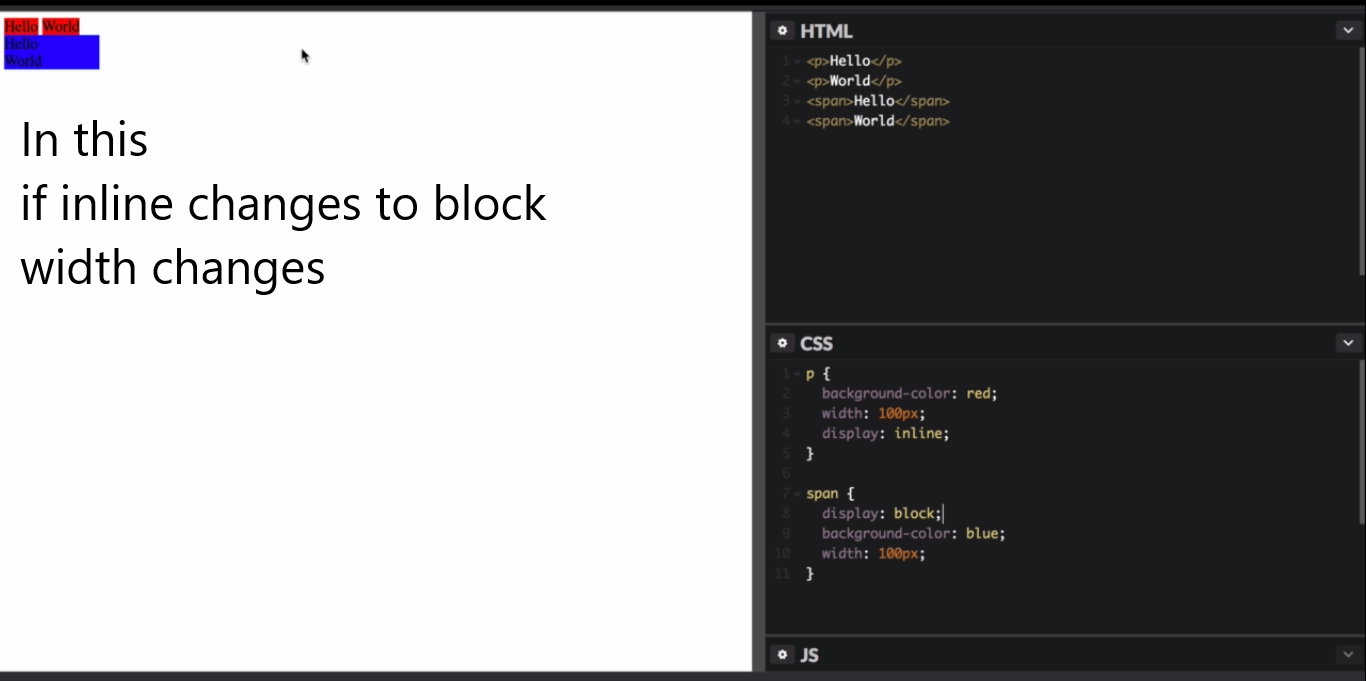 Hello World
Hello
World
In this
if inline changes to block
width changes
HTML
1 <p>Hello</p>
2 <p>World</p>
3 <span>Hello</span>
4 <span>World</span>
CSS
1 p {
2 background-color: red;
3 width: 100px;
4 display: inline;
5 }
6
7 span {
8 display: block;
9 background-color: blue;
10 width: 100px;
11 }
JS